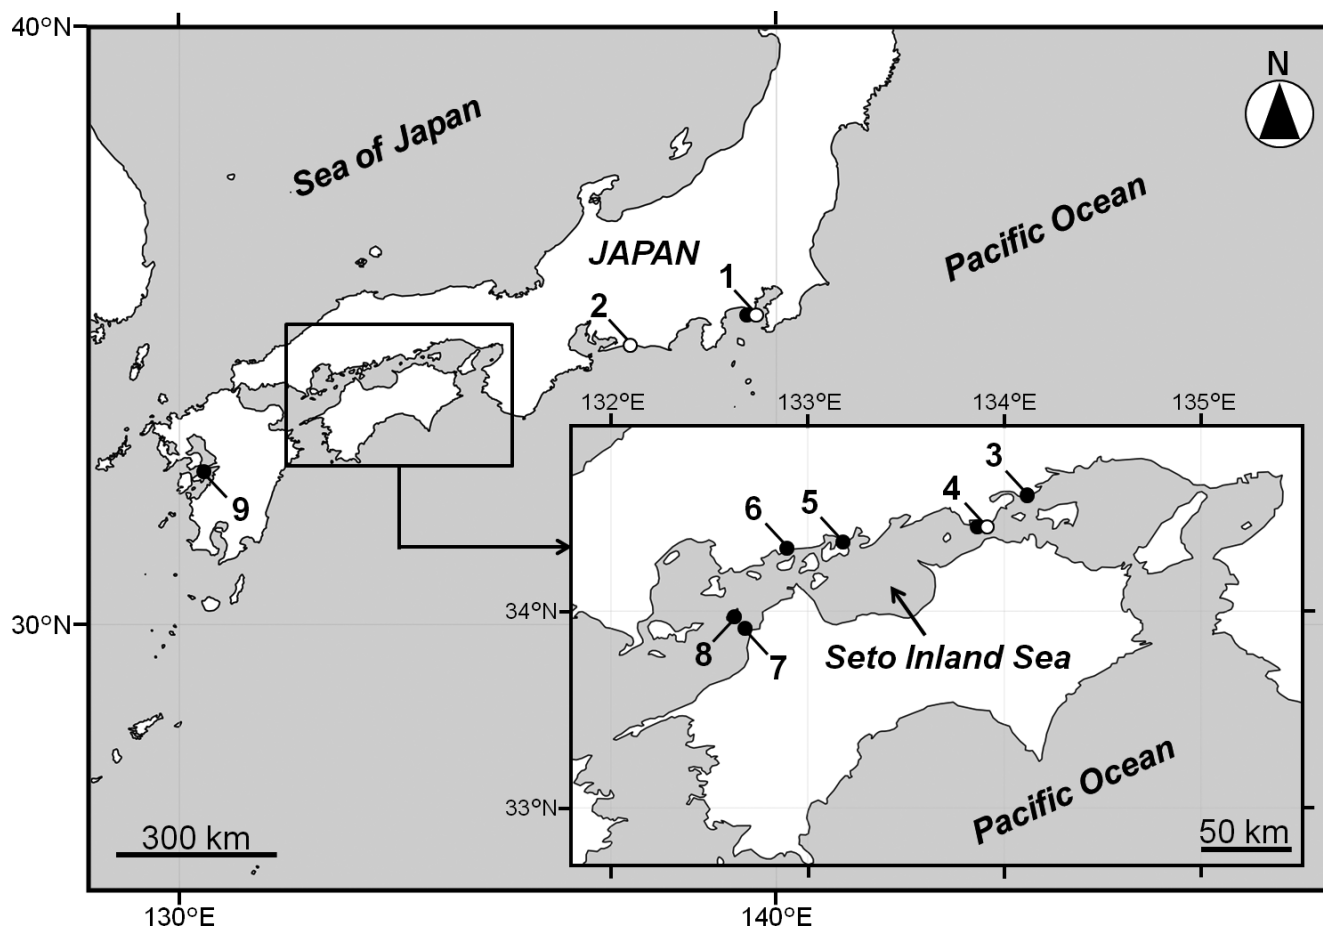 40°N
N
Sea of Japan
Pacific Ocean
JAPAN
1
2
132°E
133°E
134°E
135°E
3
4
5
6
9
34°N
8
7
Seto Inland Sea
30°N
Pacific Ocean
33°N
300 km
50 km
130°E
140°E